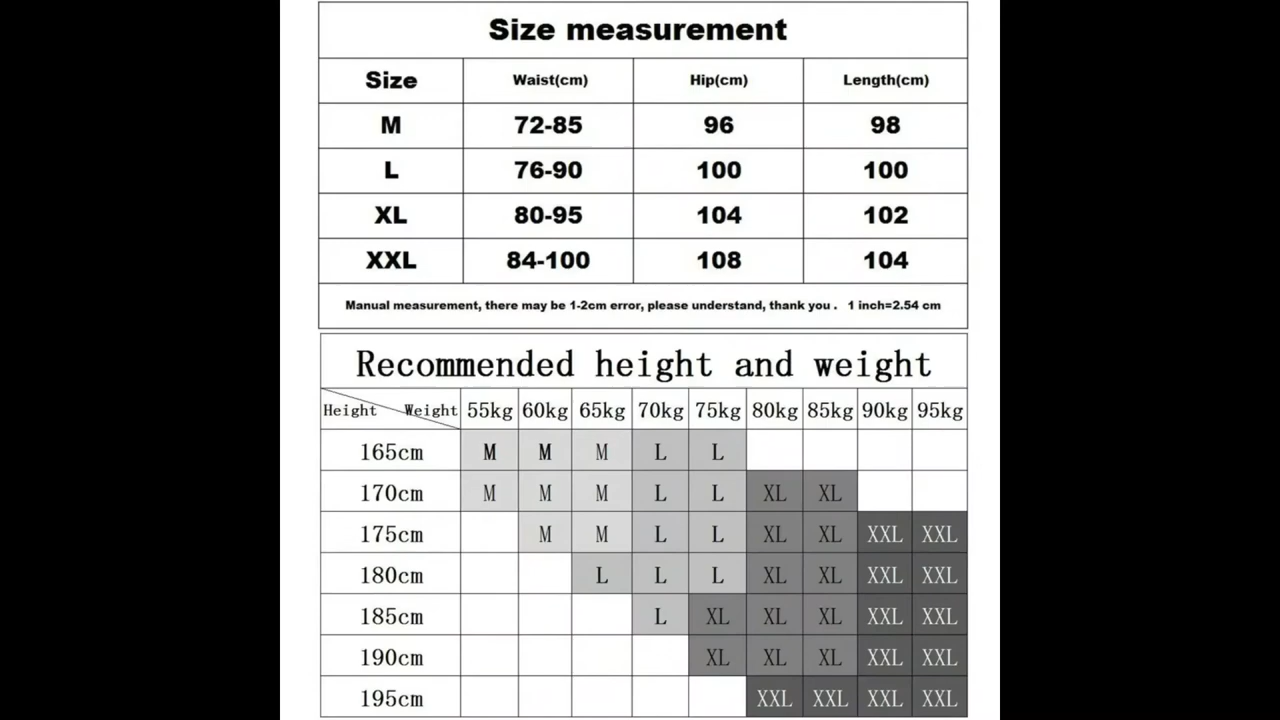 Size measurement
Size Waist(cm) Hip(cm) Length(cm)
M 72-85 96 98
L 76-90 100 100
XL 80-95 104 102
XXL 84-100 108 104
Manual measurement, there may be 1-2cm error, please understand, thank you . 1 inch=2.54 cm
Recommended height and weight
Height Weight 55kg 60kg 65kg 70kg 75kg 80kg 85kg 90kg 95kg
165cm M M M L L
170cm M M M L L XL XL
175cm M M L L XL XL XXL XXL
180cm L L L XL XL XXL XXL
185cm L XL XL XL XXL XXL
190cm XL XL XL XXL XXL
195cm XXL XXL XXL XXL